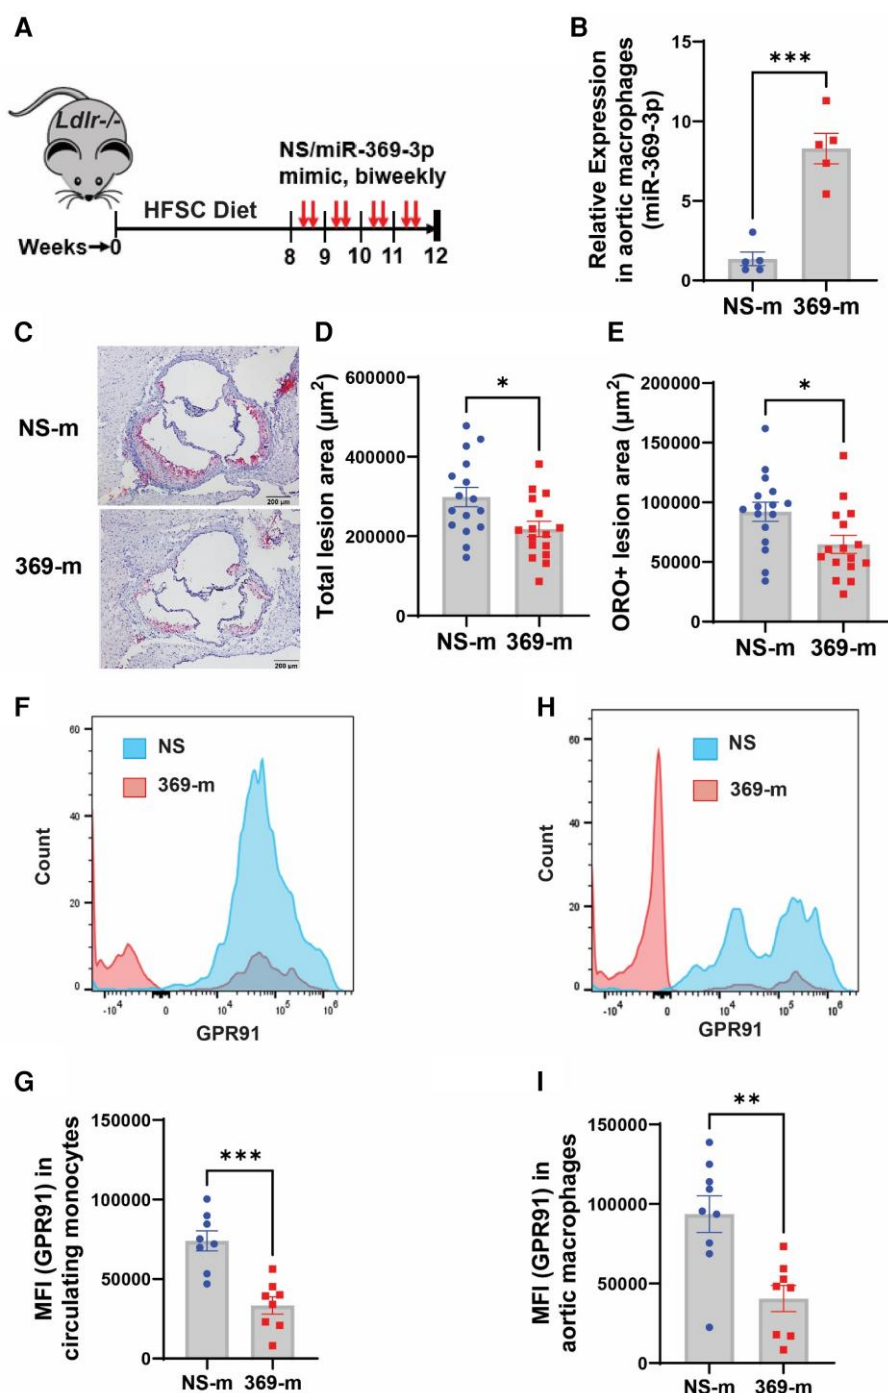 A
Ldlr-/-
NS/miR-369-3p
mimic, biweekly
HFSC Diet
Weeks→0
8 9 10 11 12
B
Relative Expression
in aortic macrophages
(miR-369-3p)
15
10
5
0
***
NS-m 369-m
C
NS-m
200 µm
369-m
200 µm
D
Total lesion area (µm²)
600000
400000
200000
0
*
NS-m 369-m
E
ORO+ lesion area (µm²)
200000
150000
100000
50000
0
*
NS-m 369-m
F
Count
60
40
20
0
NS
369-m
-10⁴ 0 10⁴ 10⁵ 10⁶
GPR91
H
Count
60
40
20
0
NS
369-m
-10⁴ 0 10⁴ 10⁵ 10⁶
GPR91
G
MFI (GPR91) in
circulating monocytes
150000
100000
50000
0
***
NS-m 369-m
I
MFI (GPR91) in
aortic macrophages
150000
100000
50000
0
**
NS-m 369-m